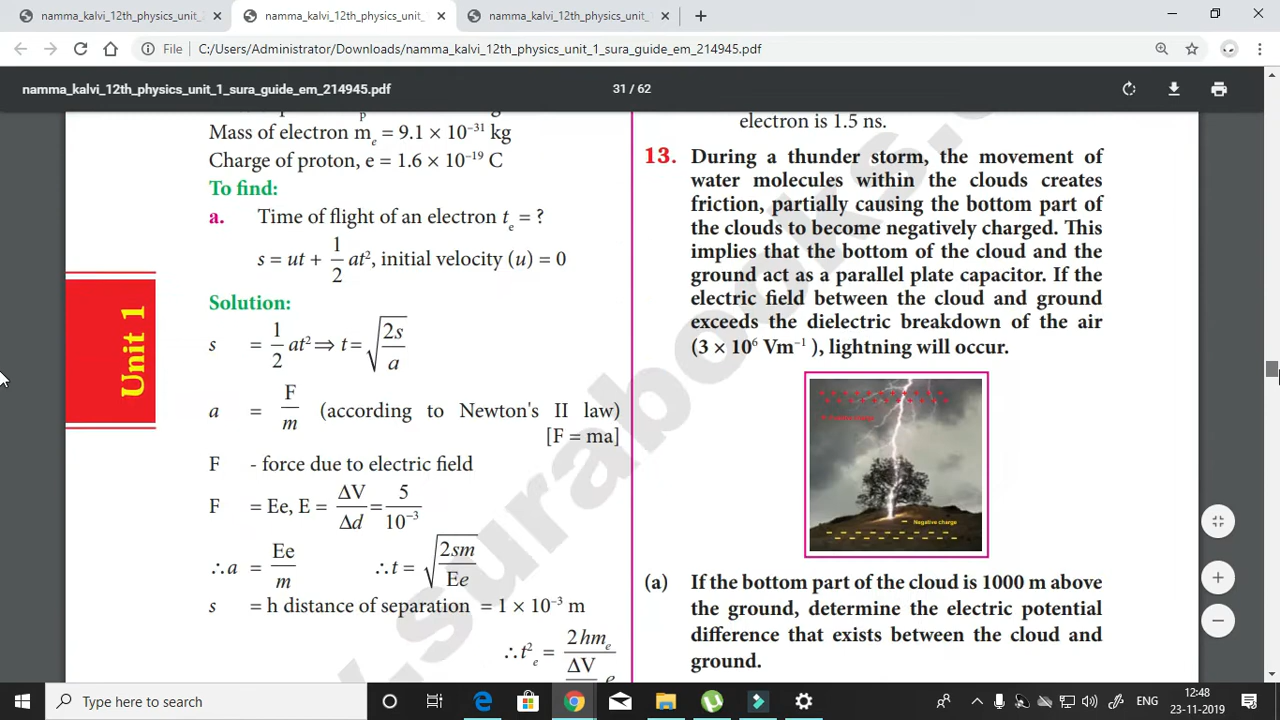 namma_kalvi_12th_physics_unit_
namma_kalvi_12th_physics_unit_1
namma_kalvi_12th_physics_unit_1
File
C:/Users/Administrator/Downloads/namma_kalvi_12th_physics_unit_1_sura_guide_em_214945.pdf
namma_kalvi_12th_physics_unit_1_sura_guide_em_214945.pdf
31 / 62
p
Mass of electron mₑ = 9.1 × 10⁻³¹ kg
Charge of proton, e = 1.6 × 10⁻¹⁹ C
To find:
a. Time of flight of an electron tₑ = ?
s = ut + 1/2 at², initial velocity (u) = 0
Solution:
s = 1/2 at² ⟹ t = √(2s/a)
a = F/m (according to Newton's II law)
[F = ma]
F - force due to electric field
F = Ee, E = ΔV/Δd = 5/10⁻³
∴a = Ee/m ∴t = √(2sm/Ee)
s = h distance of separation = 1 × 10⁻³ m
∴t²ₑ = 2hmₑ / ΔV e
Unit 1
electron is 1.5 ns.
13. During a thunder storm, the movement of
water molecules within the clouds creates
friction, partially causing the bottom part of
the clouds to become negatively charged. This
implies that the bottom of the cloud and the
ground act as a parallel plate capacitor. If the
electric field between the cloud and ground
exceeds the dielectric breakdown of the air
(3 × 10⁶ Vm⁻¹ ), lightning will occur.
Negative charge
(a) If the bottom part of the cloud is 1000 m above
the ground, determine the electric potential
difference that exists between the cloud and
ground.
Type here to search
ENG
12:48
23-11-2019